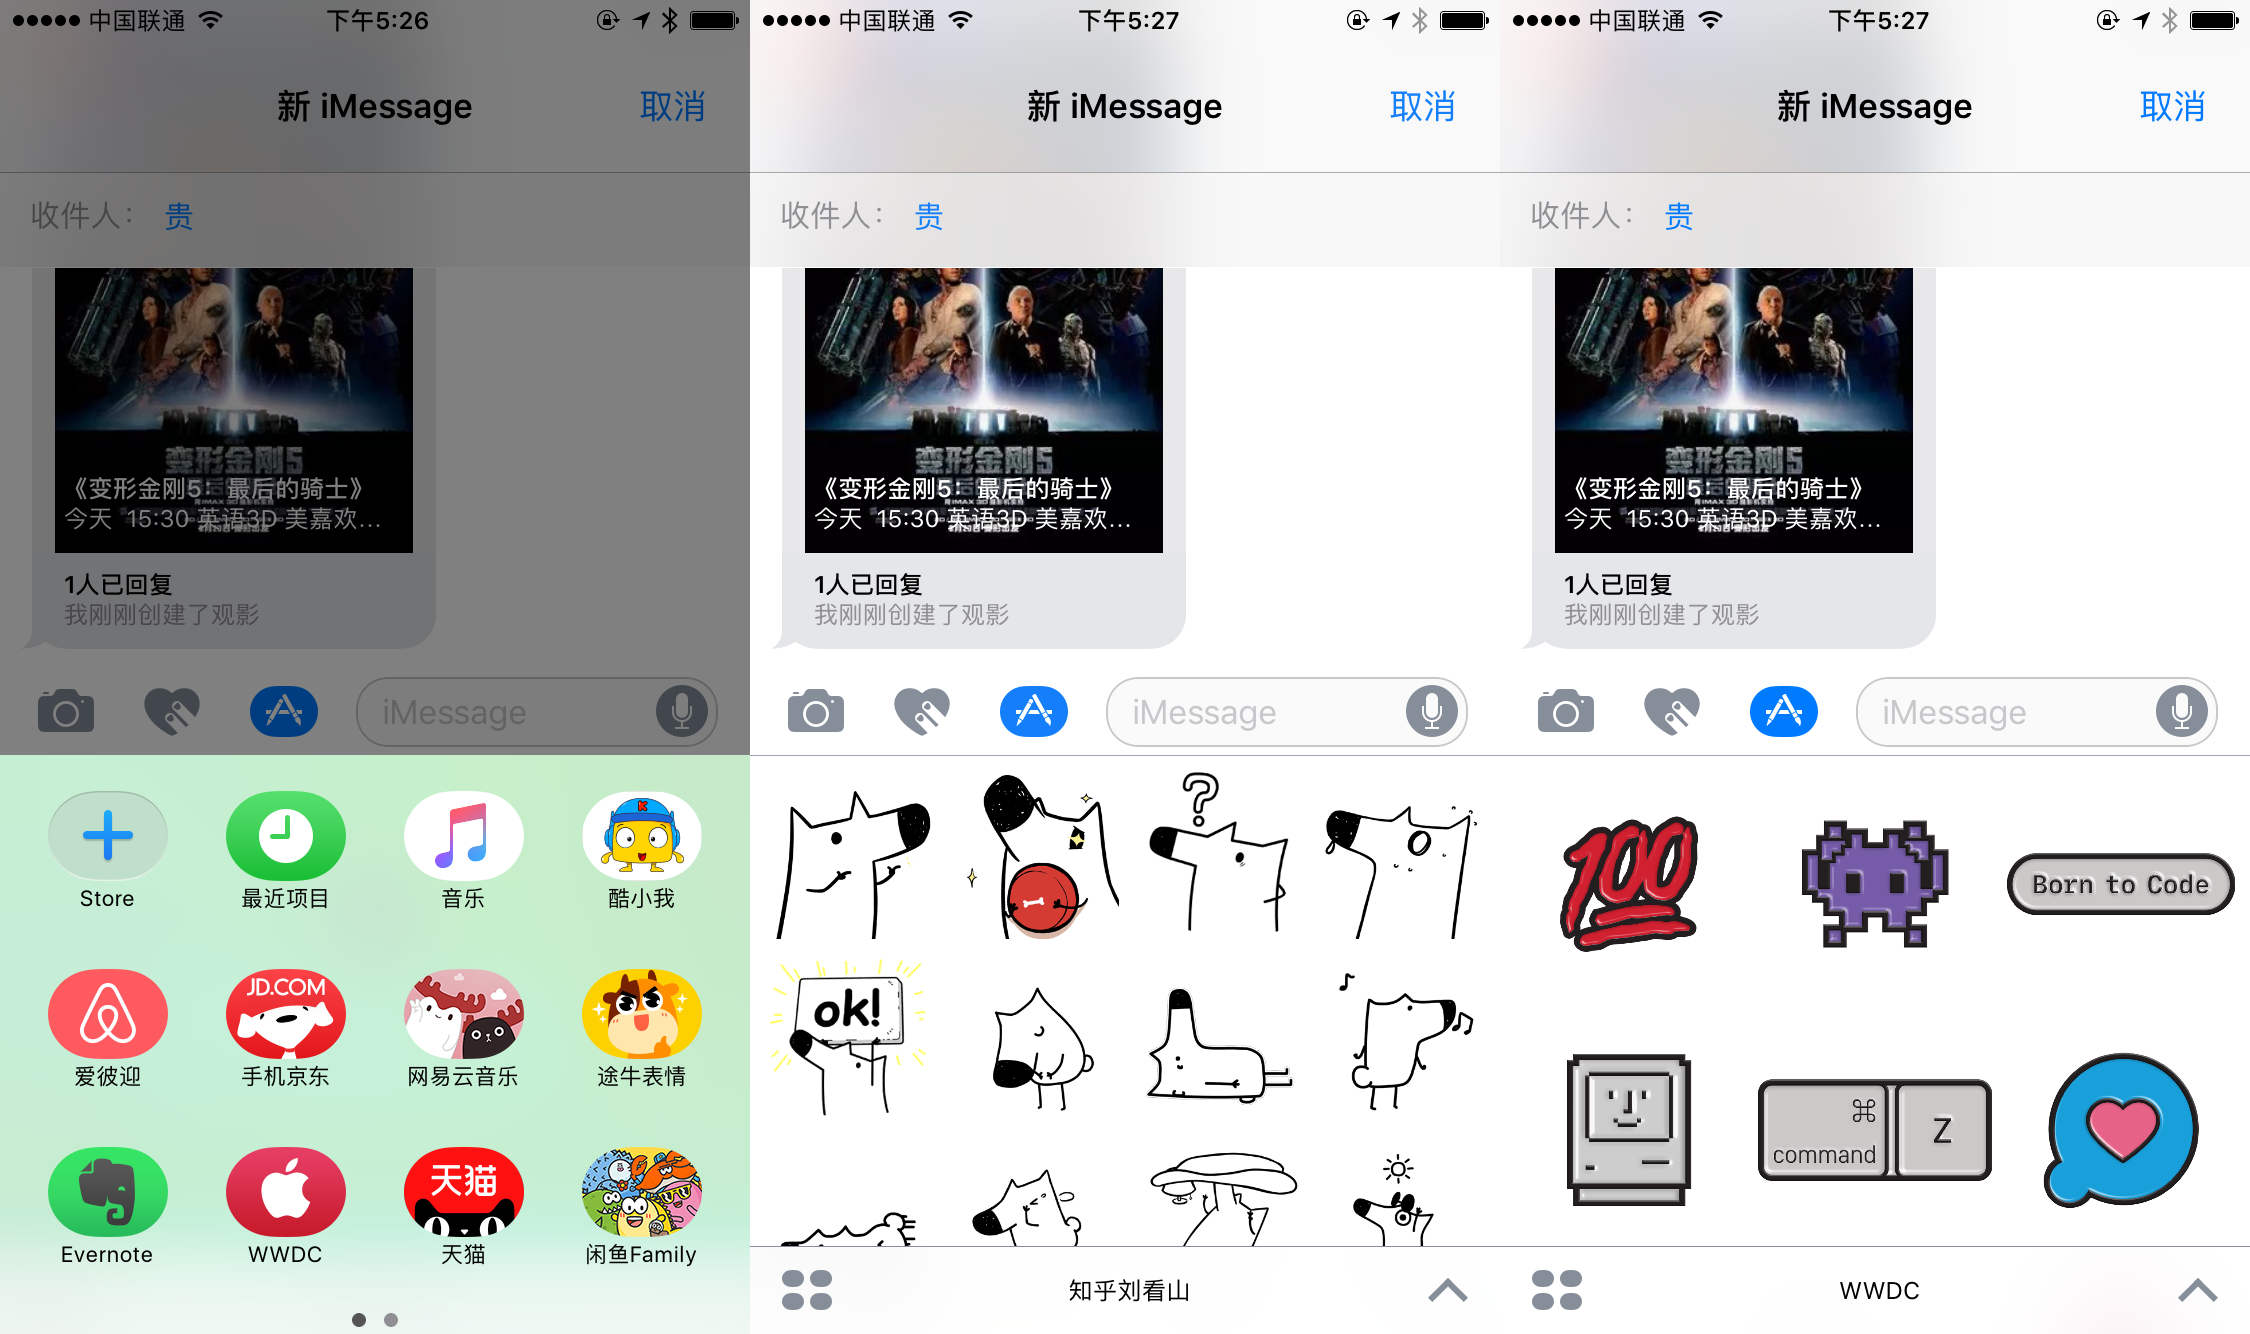 中国联通
下午5:26
新 iMessage
取消
收件人：
贵
变形金刚5
《变形金刚5：最后的骑士》
今天 15:30 英语3D 美嘉欢...
1人已回复
我刚刚创建了观影
iMessage
Store
最近项目
音乐
K
酷小我
JD.COM
爱彼迎
手机京东
网易云音乐
途牛表情
天猫
Evernote
WWDC
天猫
闲鱼Family
中国联通
下午5:27
新 iMessage
取消
收件人：
贵
变形金刚5
《变形金刚5：最后的骑士》
今天 15:30 英语3D 美嘉欢...
1人已回复
我刚刚创建了观影
iMessage
?
ok!
知乎刘看山
中国联通
下午5:27
新 iMessage
取消
收件人：
贵
变形金刚5
《变形金刚5：最后的骑士》
今天 15:30 英语3D 美嘉欢...
1人已回复
我刚刚创建了观影
iMessage
100
Born to Code
⌘
command
Z
WWDC